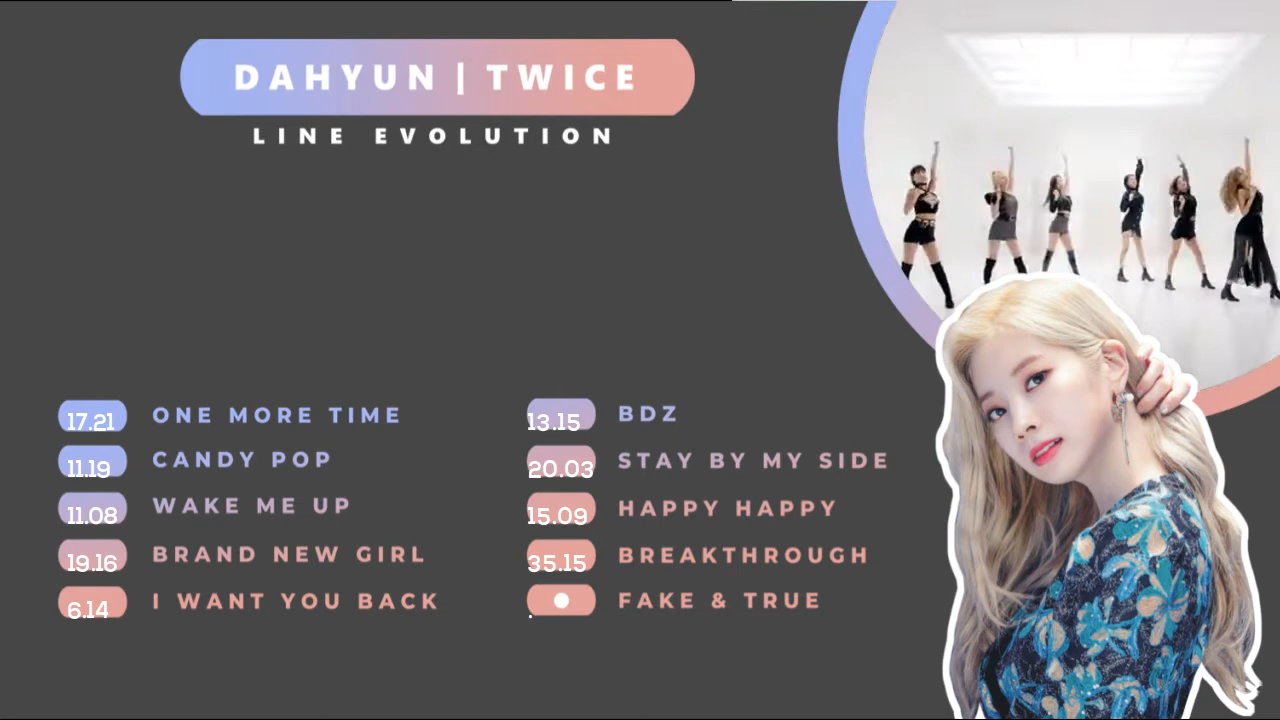 DAHYUN | TWICE
LINE EVOLUTION
17.21 ONE MORE TIME
11.19 CANDY POP
11.08 WAKE ME UP
19.16 BRAND NEW GIRL
6.14 I WANT YOU BACK
13.15 BDZ
20.03 STAY BY MY SIDE
15.09 HAPPY HAPPY
35.15 BREAKTHROUGH
. FAKE & TRUE